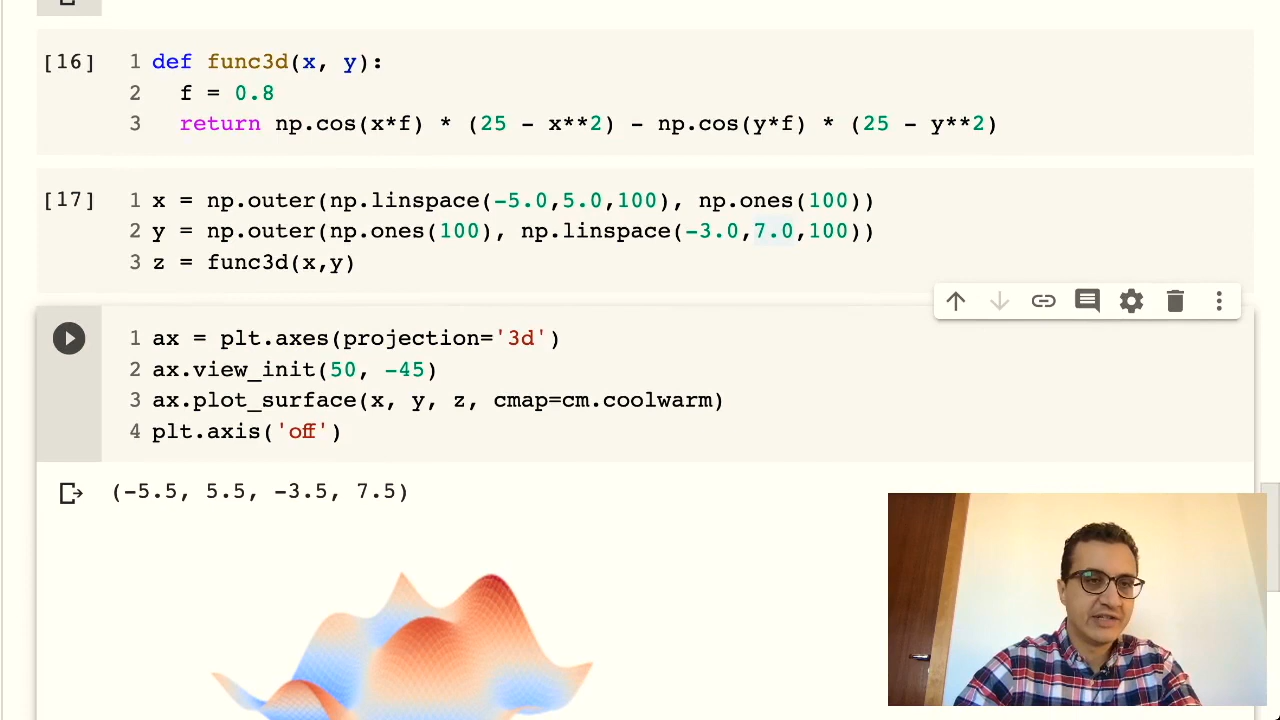 [16] 1 def func3d(x, y):
2 f = 0.8
3 return np.cos(x*f) * (25 - x**2) - np.cos(y*f) * (25 - y**2)
[17] 1 x = np.outer(np.linspace(-5.0,5.0,100), np.ones(100))
2 y = np.outer(np.ones(100), np.linspace(-3.0,7.0,100))
3 z = func3d(x,y)
1 ax = plt.axes(projection='3d')
2 ax.view_init(50, -45)
3 ax.plot_surface(x, y, z, cmap=cm.coolwarm)
4 plt.axis('off')
(-5.5, 5.5, -3.5, 7.5)